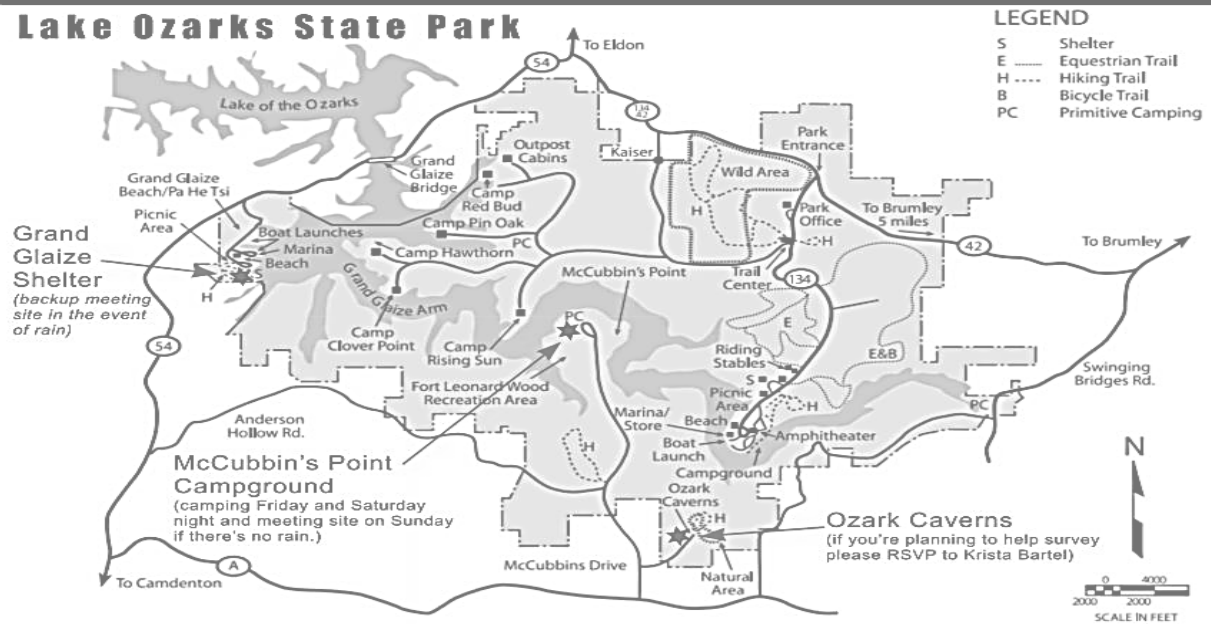 Lake Ozarks State Park
LEGEND
S Shelter
E Equestrian Trail
H Hiking Trail
B Bicycle Trail
PC Primitive Camping
To Eldon
54
Lake of the Ozarks
134
42
Park
Entrance
Outpost
Cabins
Kaiser
Grand
Glaize
Bridge
Wild Area
Grand Glaize
Beach/Pa He Tsi
Camp
Red Bud
H
Park
Office
To Brumley
5 miles
Picnic
Area
Camp Pin Oak
Boat Launches
PC
H
42
To Brumley
Grand
Glaize
Shelter
(backup meeting
site in the event
of rain)
Marina
Beach
Camp Hawthorn
McCubbin's Point
Trail
Center
134
S
H
Grand Glaize Arm
54
Camp
Clover Point
Camp
Rising Sun
PC
E
E&B
Riding
Stables
Swinging
Bridges Rd.
Fort Leonard Wood
Recreation Area
S
Picnic
Area
H
PC
Anderson
Hollow Rd.
Marina/
Store
Beach
Amphitheater
Boat
Launch
Campground
H
McCubbin's Point
Campground
(camping Friday and Saturday
night and meeting site on Sunday
if there's no rain.)
Ozark
Caverns
H
Ozark Caverns
(if you're planning to help survey
please RSVP to Krista Bartel)
N
McCubbins Drive
Natural
Area
A
To Camdenton
0 4000
2000 2000
SCALE IN FEET